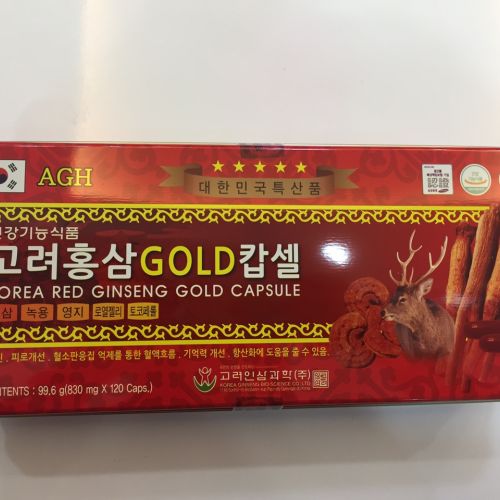 AGH
대한민국특산품
건강기능식품
고려홍삼GOLD캅셀
KOREA RED GINSENG GOLD CAPSULE
삼 녹용 영지 로얄젤리 토코페롤
피로개선 . 혈소판응집 억제를 통한 혈액흐름 . 기억력 개선 . 항산화에 도움을 줄 수 있음
CONTENTS : 99.6 g(830 mg X 120 Caps.)
고려인삼과학(주)
KOREA GINSENG BIO-SCIENCE CO., LTD